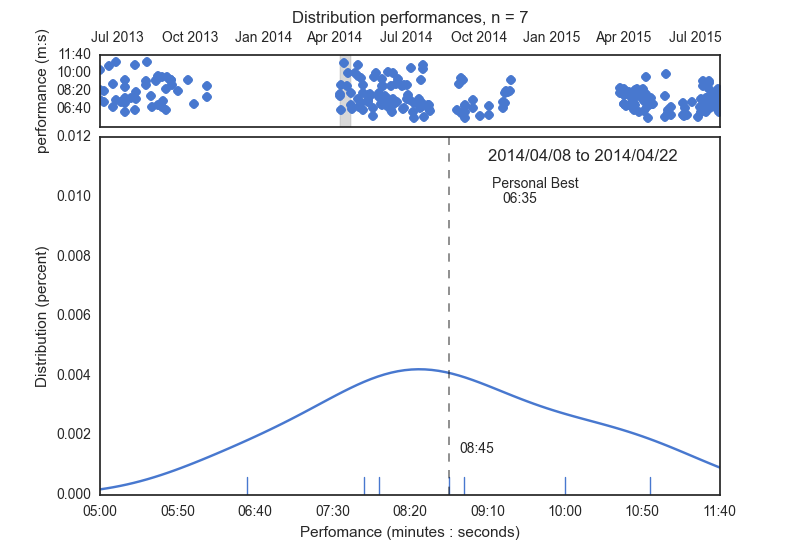 Distribution performances, n = 7
Jul 2013 Oct 2013 Jan 2014 Apr 2014 Jul 2014 Oct 2014 Jan 2015 Apr 2015 Jul 2015
performance (m:s)
11:40
10:00
08:20
06:40
Distribution (percent)
0.012
0.010
0.008
0.006
0.004
0.002
0.000
2014/04/08 to 2014/04/22
Personal Best
06:35
08:45
05:00 05:50 06:40 07:30 08:20 09:10 10:00 10:50 11:40
Perfomance (minutes : seconds)